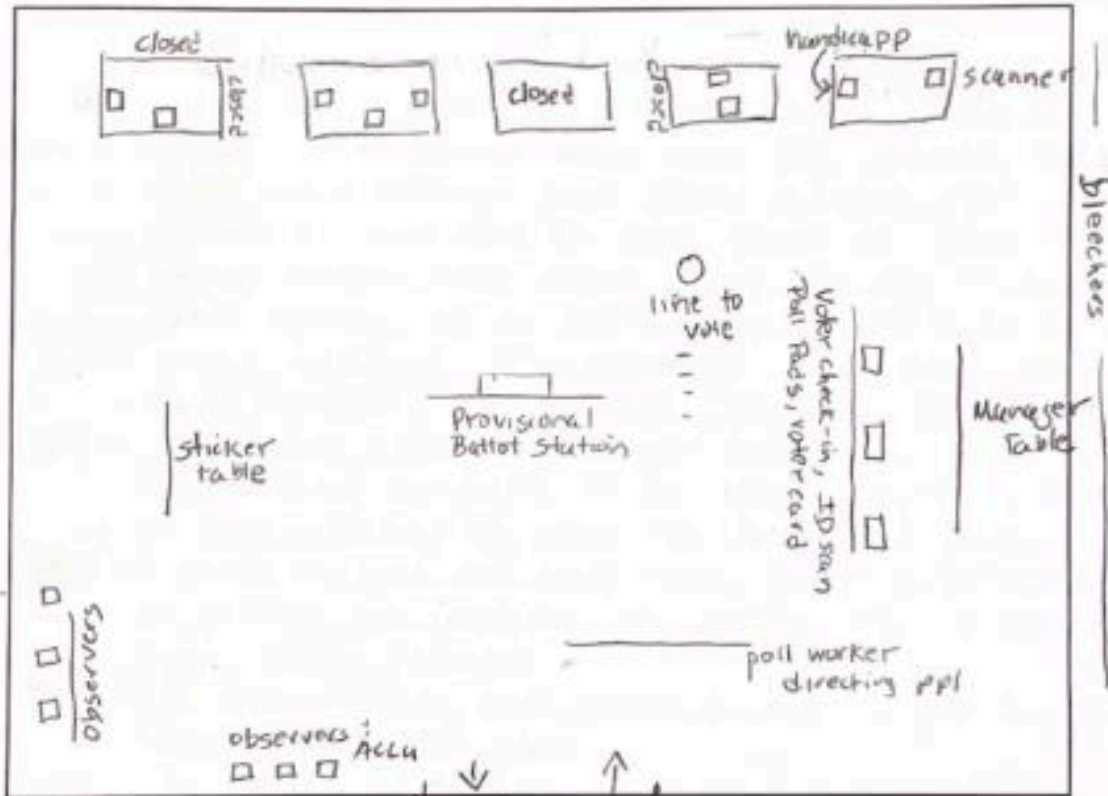 closed
closed
closed
closed
handicapp
scanner
bleechers
line to
vote
Voter check-in, ID scan
Poll Pads, voter card
Manager
Table
Provisional
Ballot Station
sticker
table
observers
poll worker
directing ppl
observers +
ACLU